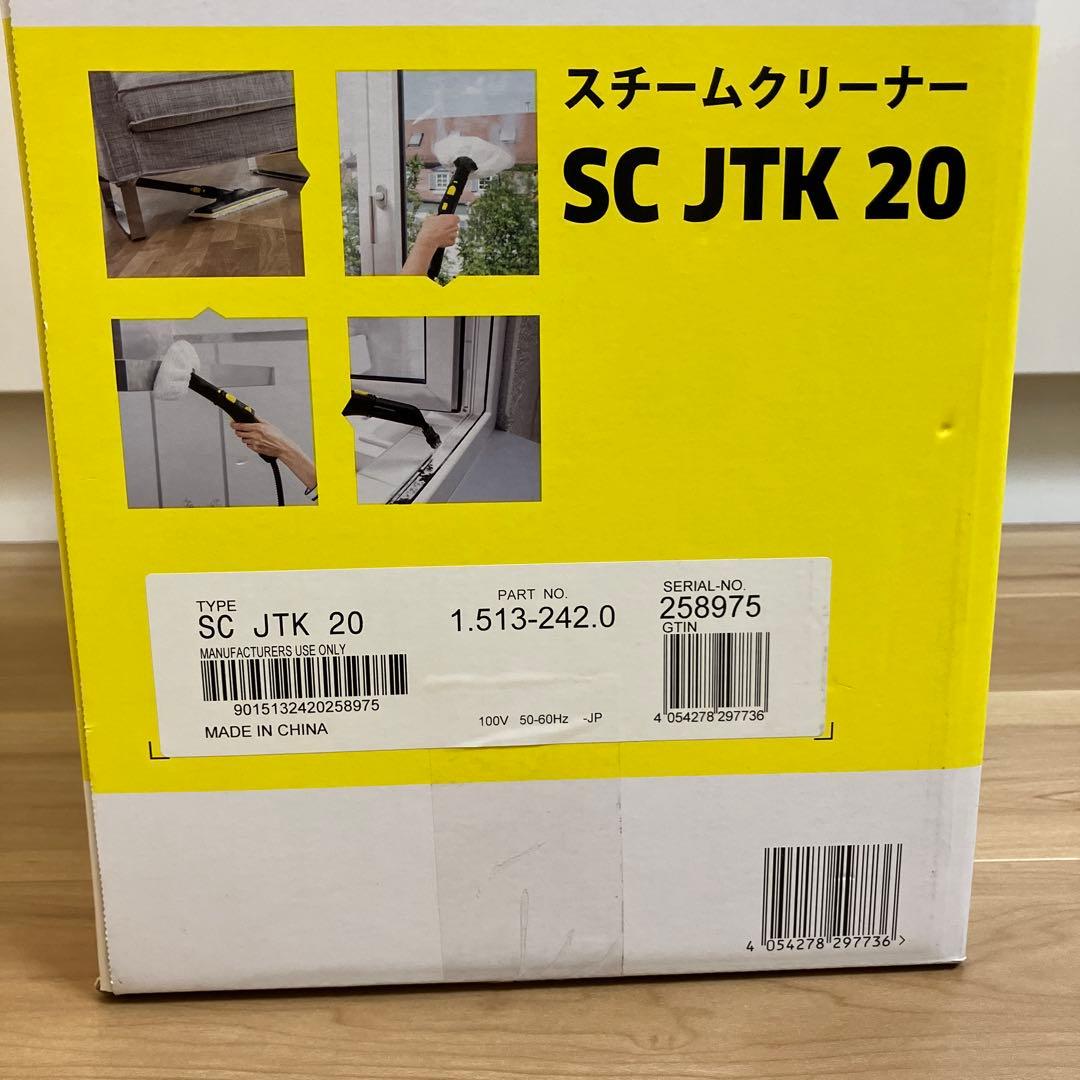 スチームクリーナー
SC JTK 20
TYPE
SC JTK 20
MANUFACTURERS USE ONLY
9015132420258975
MADE IN CHINA
PART NO.
1.513-242.0
100V 50-60Hz -JP
SERIAL-NO.
258975
GTIN
4 054278 297736
4 054278 297736 >